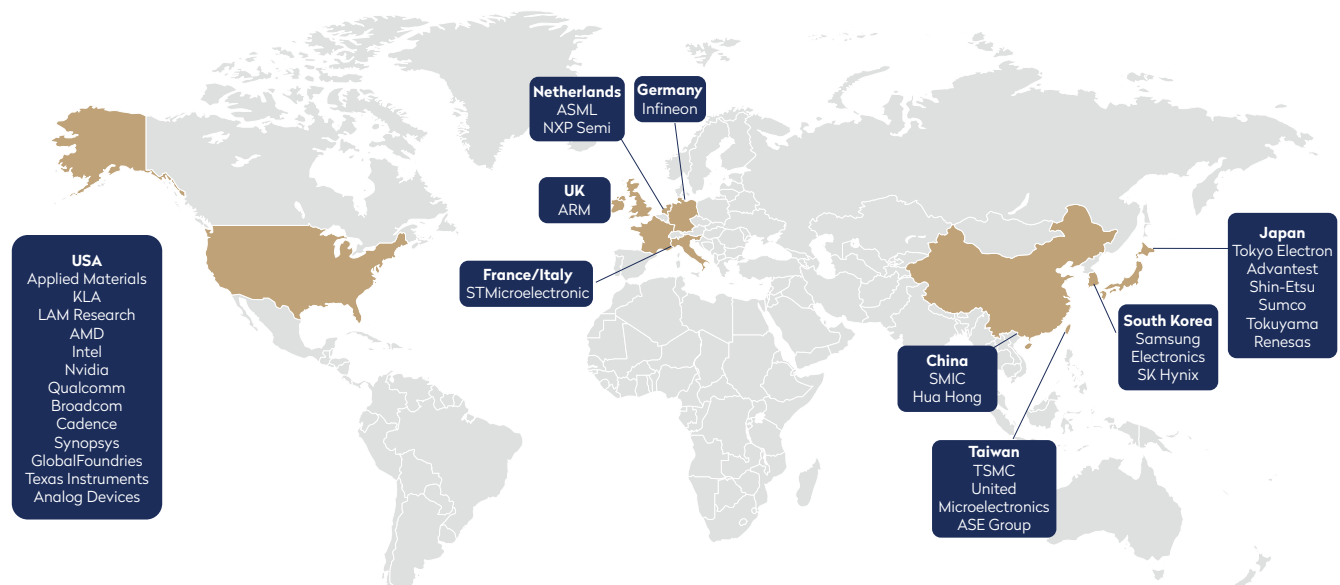 Netherlands
ASML
NXP Semi
Germany
Infineon
UK
ARM
France/Italy
STMicroelectronic
USA
Applied Materials
KLA
LAM Research
AMD
Intel
Nvidia
Qualcomm
Broadcom
Cadence
Synopsys
GlobalFoundries
Texas Instruments
Analog Devices
Japan
Tokyo Electron
Advantest
Shin-Etsu
Sumco
Tokuyama
Renesas
South Korea
Samsung
Electronics
SK Hynix
China
SMIC
Hua Hong
Taiwan
TSMC
United
Microelectronics
ASE Group